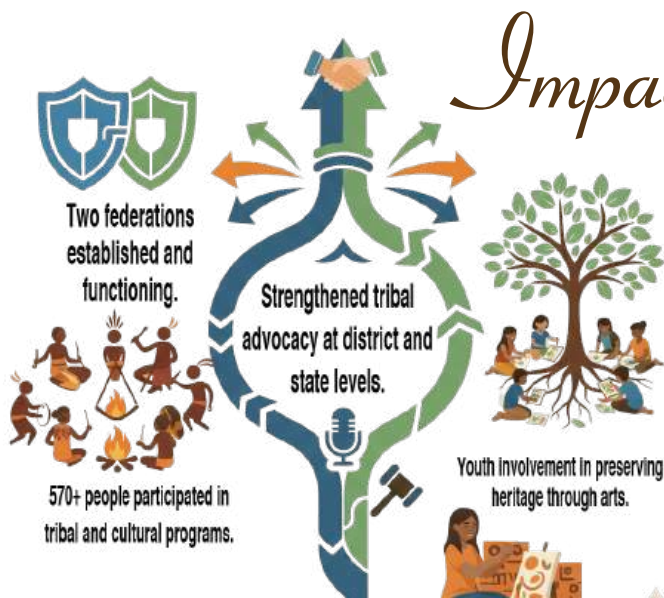 Impa
Two federations
established and
functioning.
Strengthened tribal
advocacy at district and
state levels.
570+ people participated in
tribal and cultural programs.
Youth involvement in preserving
heritage through arts.